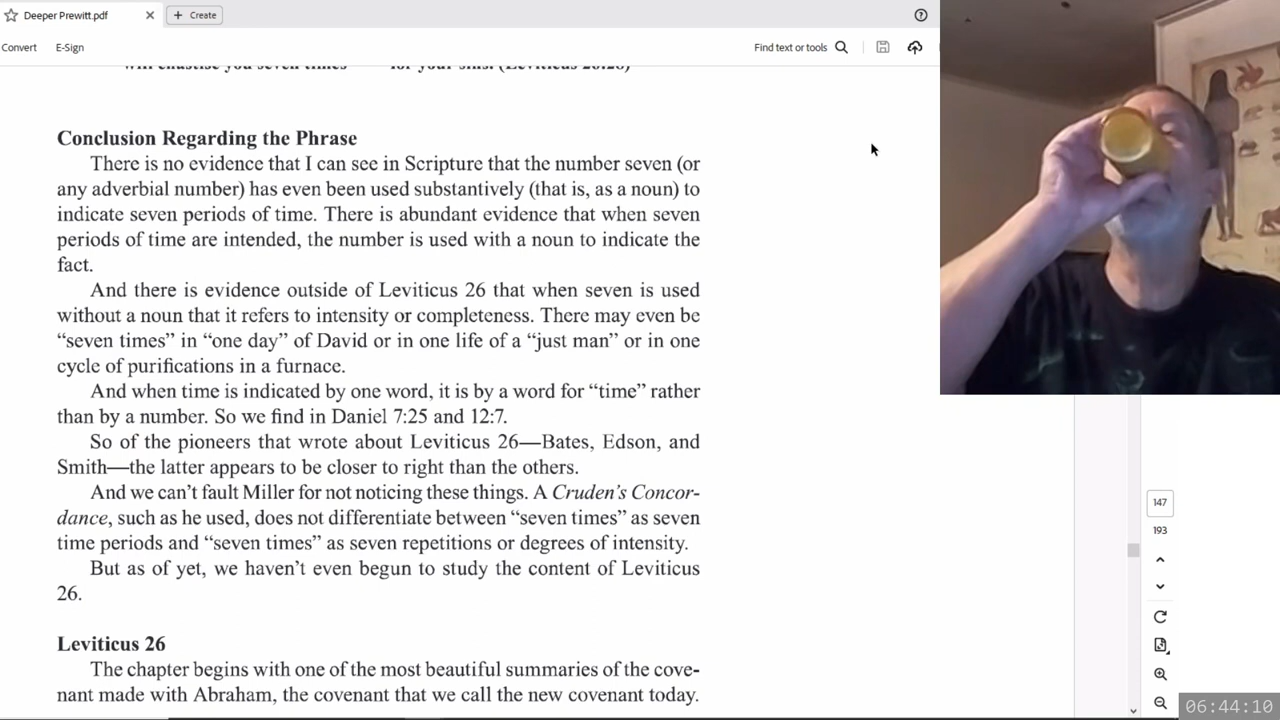 Deeper Prewitt.pdf
Create
Convert
E-Sign
Find text or tools
will chastise you seven times for your sins. (Leviticus 26:28)
Conclusion Regarding the Phrase
There is no evidence that I can see in Scripture that the number seven (or
any adverbial number) has even been used substantively (that is, as a noun) to
indicate seven periods of time. There is abundant evidence that when seven
periods of time are intended, the number is used with a noun to indicate the
fact.
And there is evidence outside of Leviticus 26 that when seven is used
without a noun that it refers to intensity or completeness. There may even be
“seven times” in “one day” of David or in one life of a “just man” or in one
cycle of purifications in a furnace.
And when time is indicated by one word, it is by a word for “time” rather
than by a number. So we find in Daniel 7:25 and 12:7.
So of the pioneers that wrote about Leviticus 26—Bates, Edson, and
Smith—the latter appears to be closer to right than the others.
And we can’t fault Miller for not noticing these things. A Cruden’s Concor-
dance, such as he used, does not differentiate between “seven times” as seven
time periods and “seven times” as seven repetitions or degrees of intensity.
But as of yet, we haven’t even begun to study the content of Leviticus
26.
Leviticus 26
The chapter begins with one of the most beautiful summaries of the cove-
nant made with Abraham, the covenant that we call the new covenant today.
147
193
06:44:10